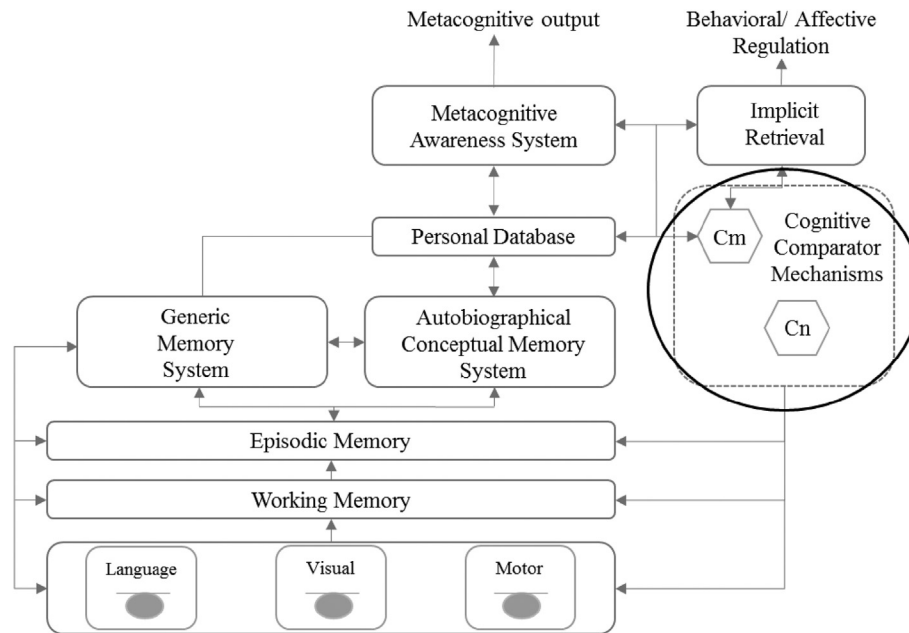 Metacognitive output
Behavioral/ Affective
Regulation
Metacognitive
Awareness System
Implicit
Retrieval
Personal Database
Cm
Cognitive
Comparator
Mechanisms
Cn
Generic
Memory
System
Autobiographical
Conceptual Memory
System
Episodic Memory
Working Memory
Language
Visual
Motor